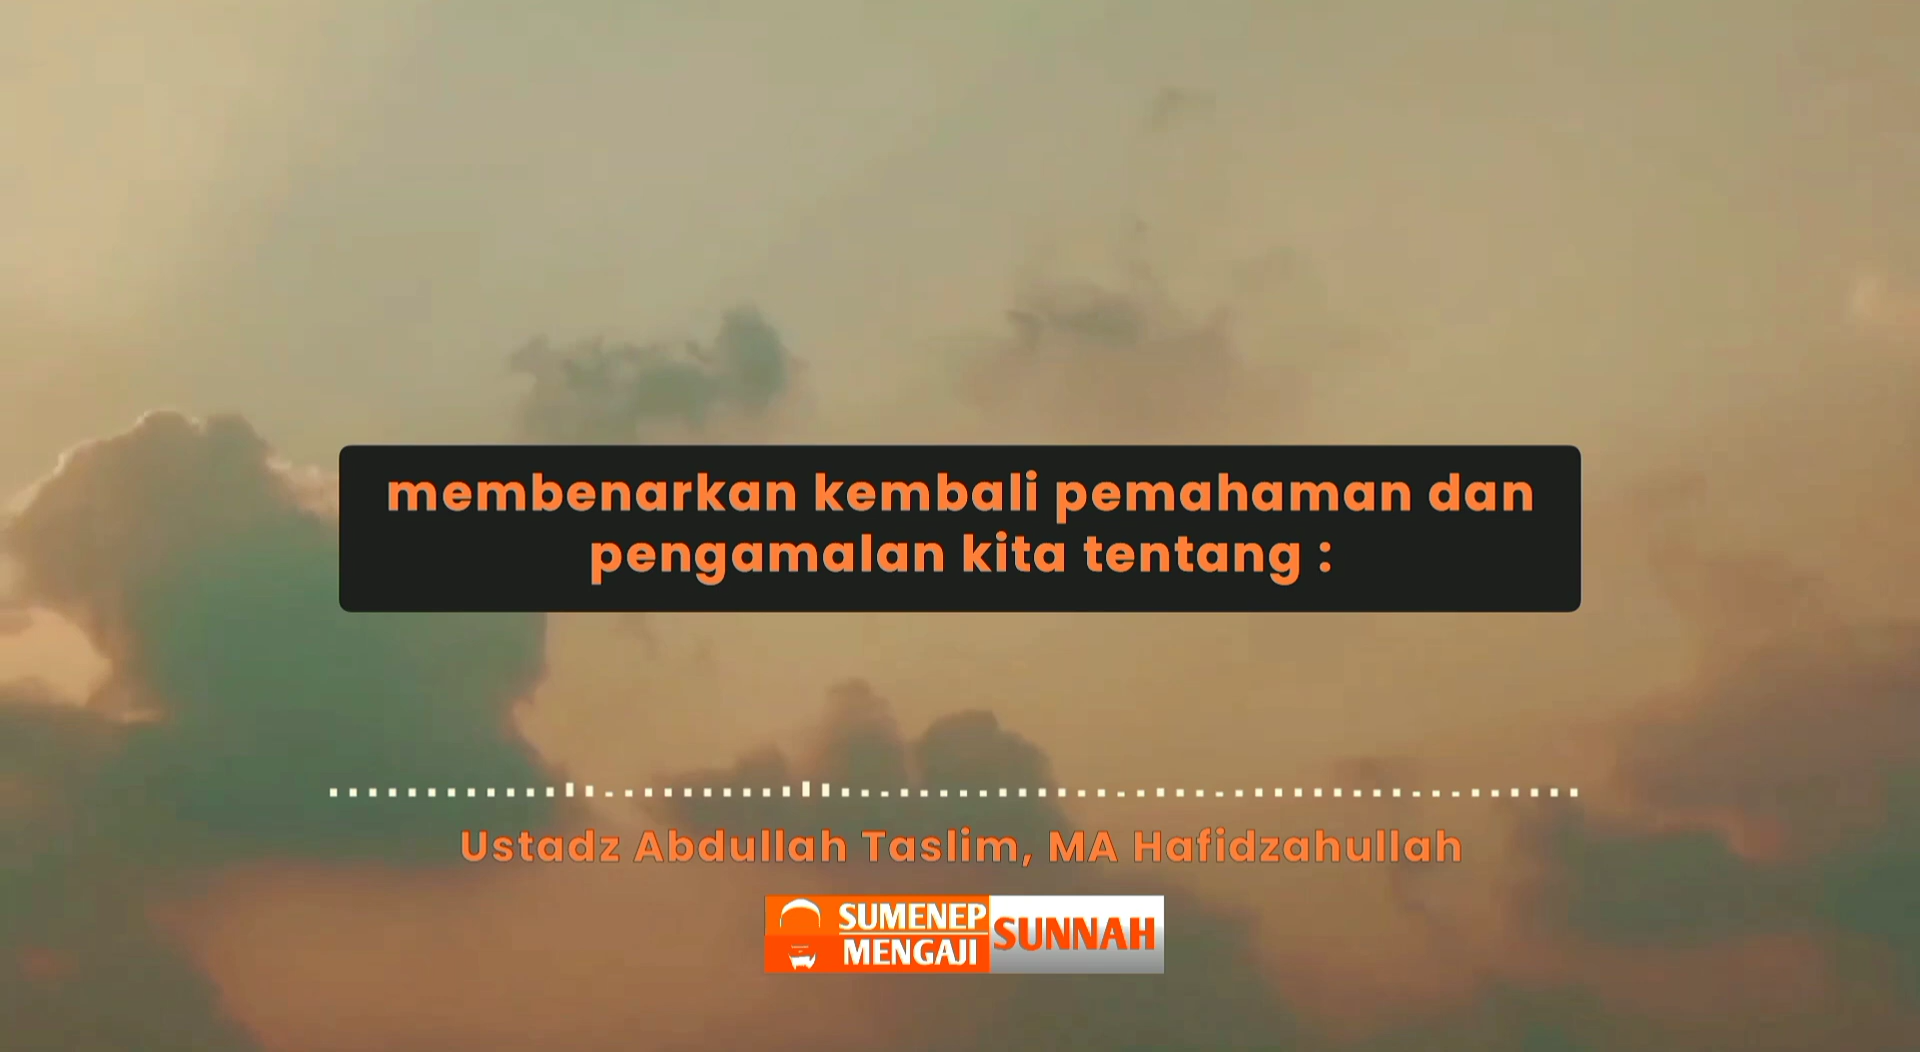 membenarkan kembali pemahaman dan
pengamalan kita tentang :
Ustadz Abdullah Taslim, MA Hafidzahullah
SUMENEP
MENGAJI
SUNNAH